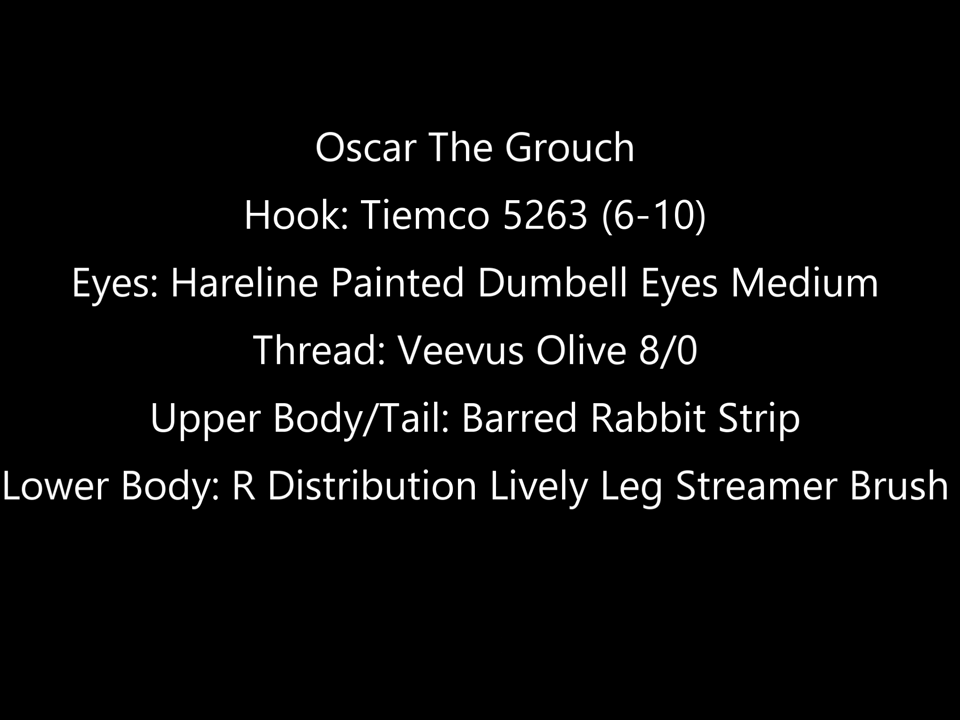 Oscar The Grouch
Hook: Tiemco 5263 (6-10)
Eyes: Hareline Painted Dumbell Eyes Medium
Thread: Veevus Olive 8/0
Upper Body/Tail: Barred Rabbit Strip
Lower Body: R Distribution Lively Leg Streamer Brush